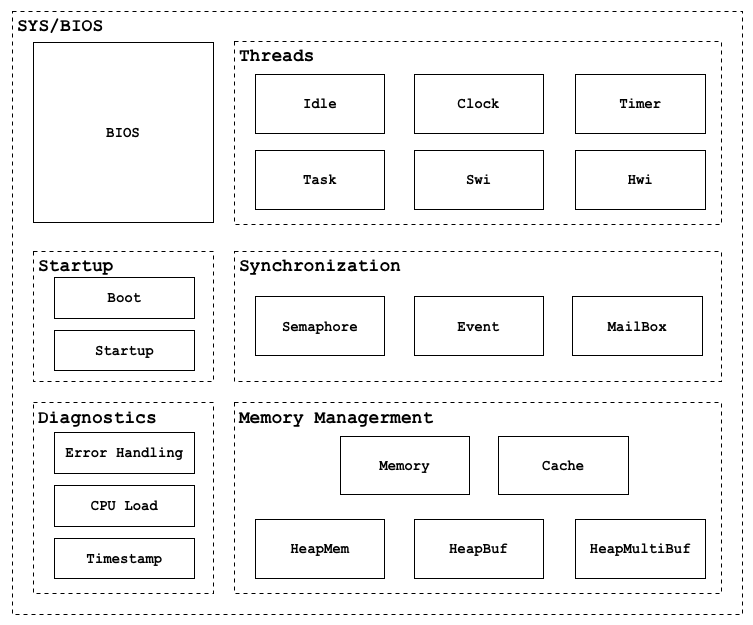 SYS/BIOS
BIOS
Threads
Idle
Clock
Timer
Task
Swi
Hwi
Startup
Boot
Startup
Synchronization
Semaphore
Event
MailBox
Diagnostics
Error Handling
CPU Load
Timestamp
Memory Managerment
Memory
Cache
HeapMem
HeapBuf
HeapMultiBuf